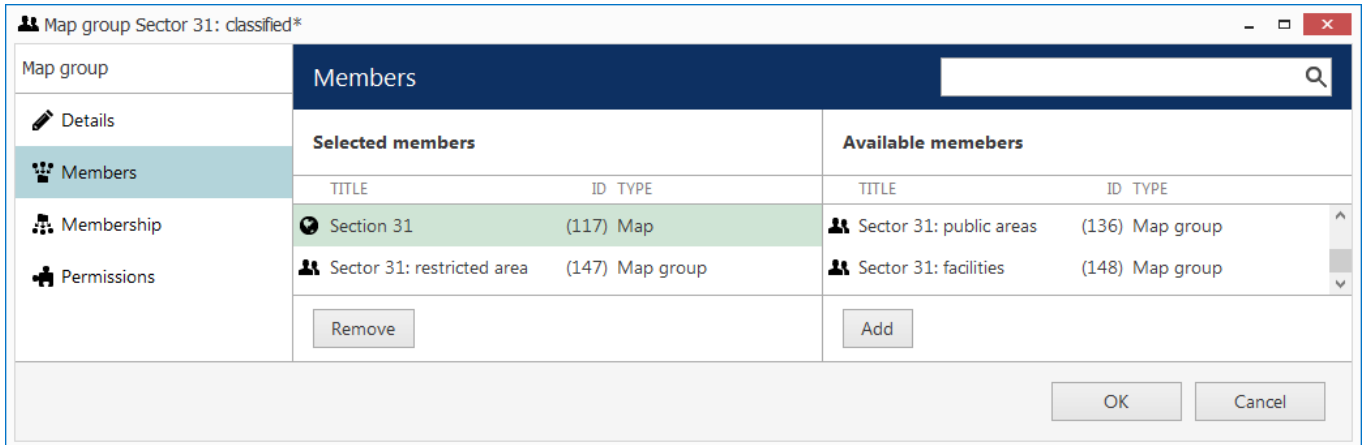 Map group Sector 31: classified*
Map group
Members
Details
Members
Membership
Permissions
Selected members
Available memebers
TITLE ID TYPE
TITLE ID TYPE
Section 31 (117) Map
Sector 31: public areas (136) Map group
Sector 31: restricted area (147) Map group
Sector 31: facilities (148) Map group
Remove
Add
OK
Cancel